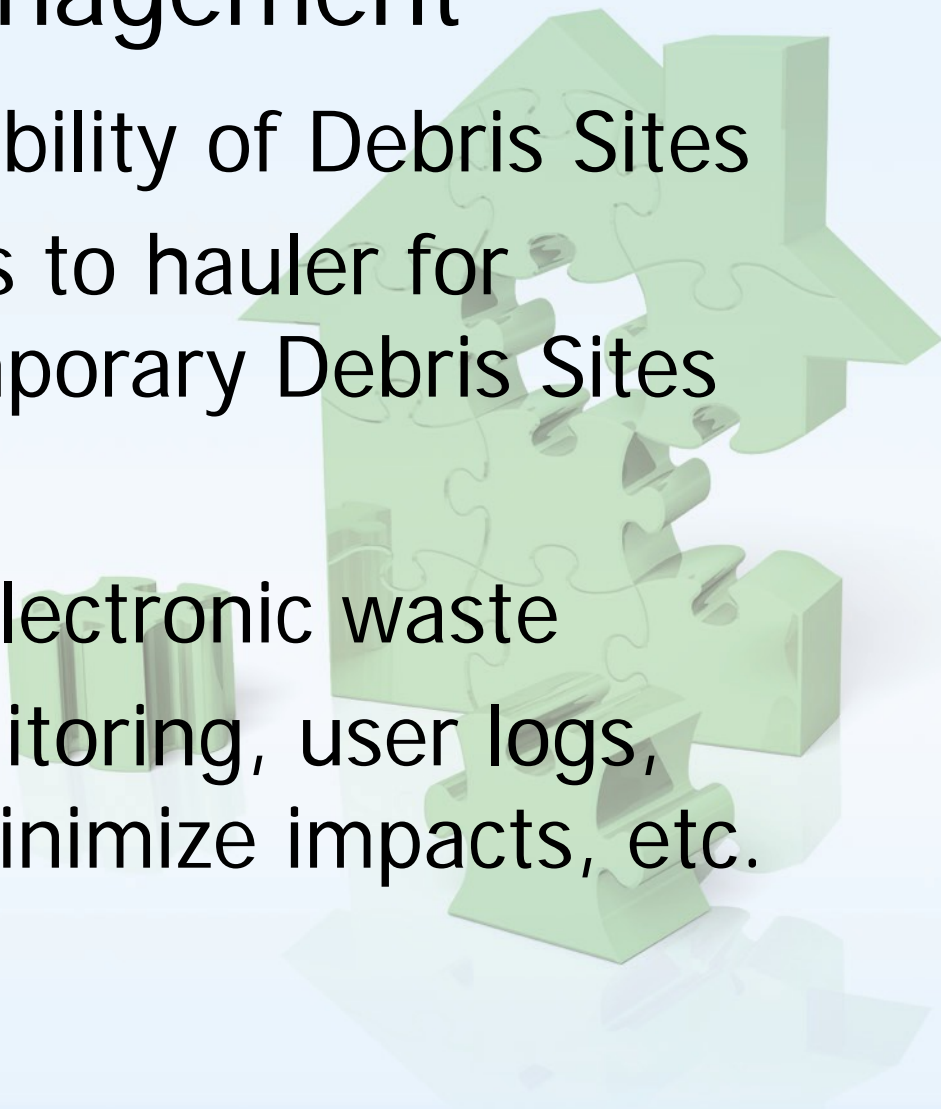 nagement
bility of Debris Sites
s to hauler for
porary Debris Sites
lectronic waste
itoring, user logs,
inimize impacts, etc.